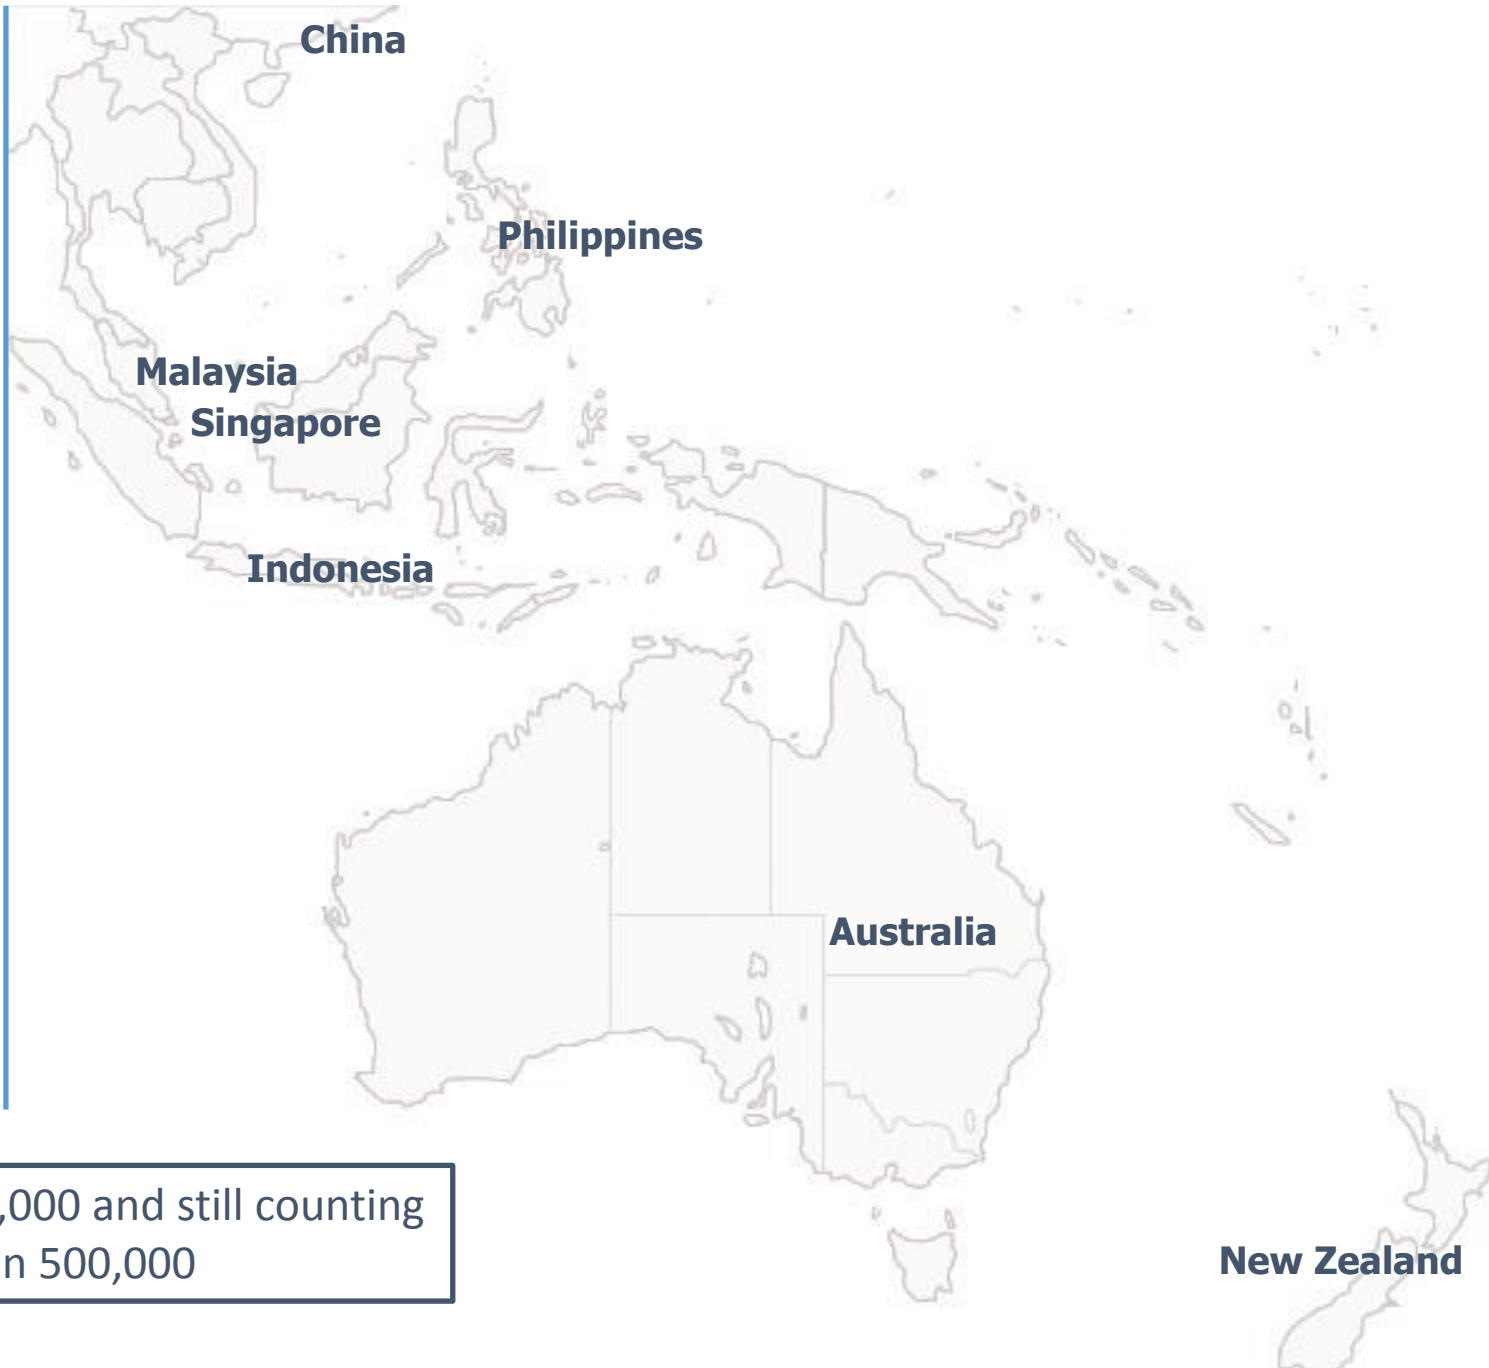 China
Philippines
Malaysia
Singapore
Indonesia
Australia
,000 and still counting
n 500,000
New Zealand